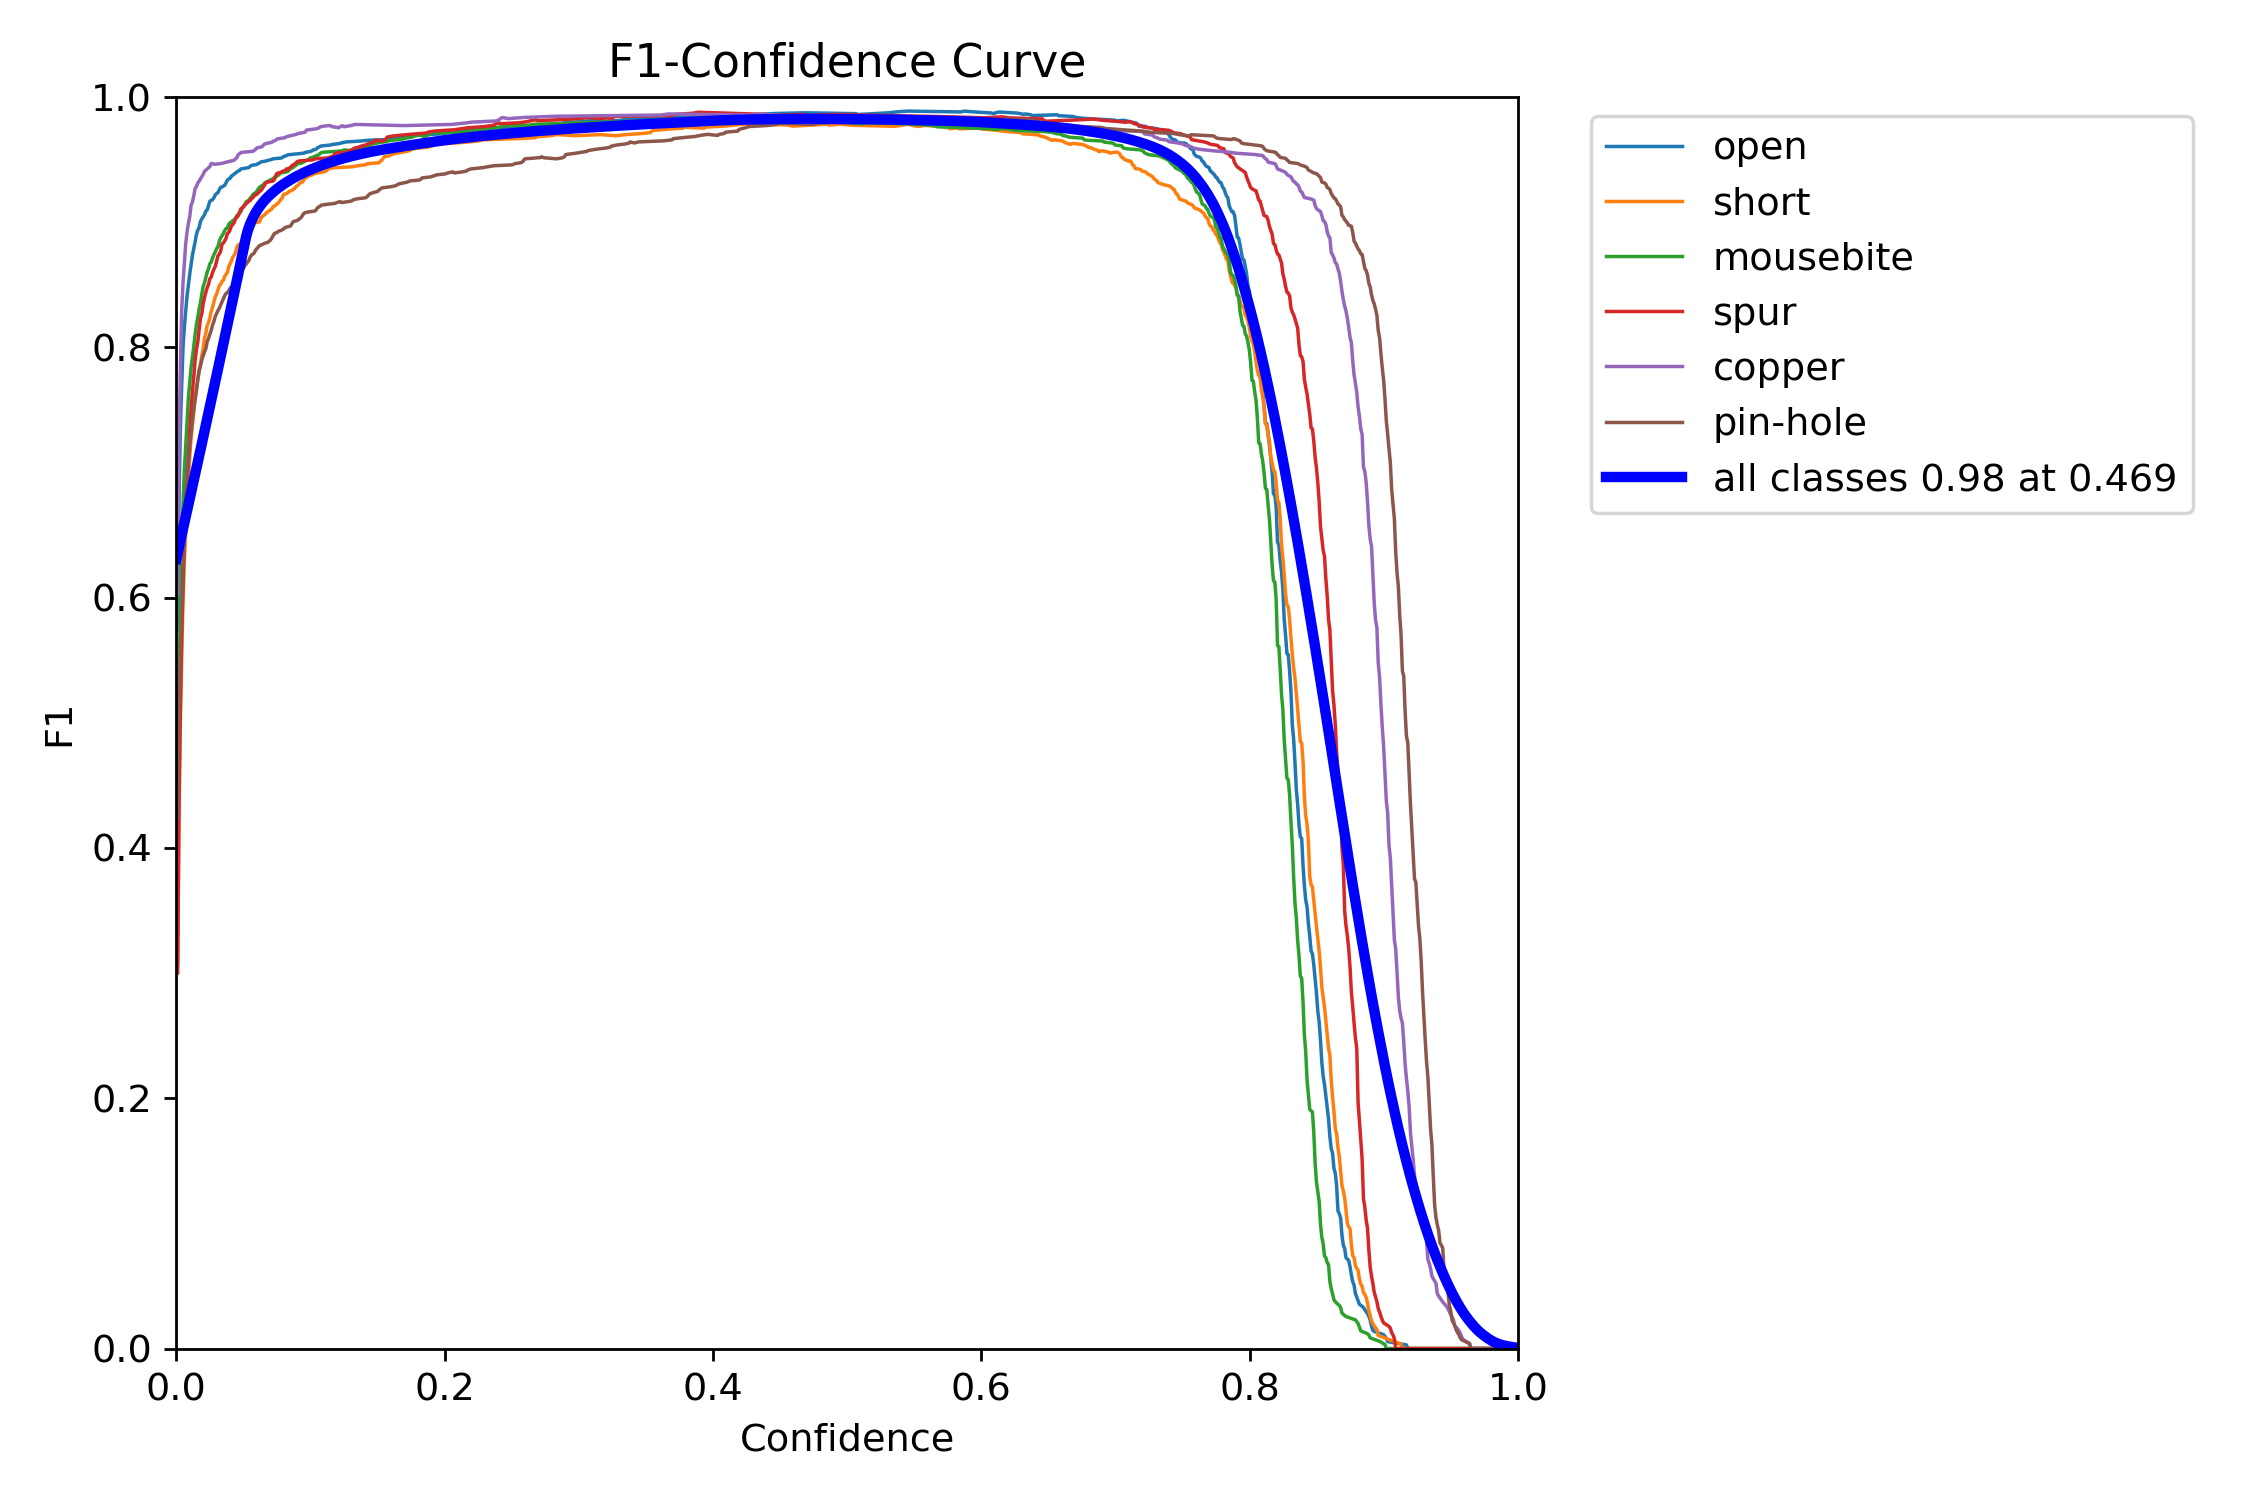 F1-Confidence Curve
1.0
0.8
0.6
0.4
0.2
0.0
F1
0.0 0.2 0.4 0.6 0.8 1.0
Confidence
open
short
mousebite
spur
copper
pin-hole
all classes 0.98 at 0.469